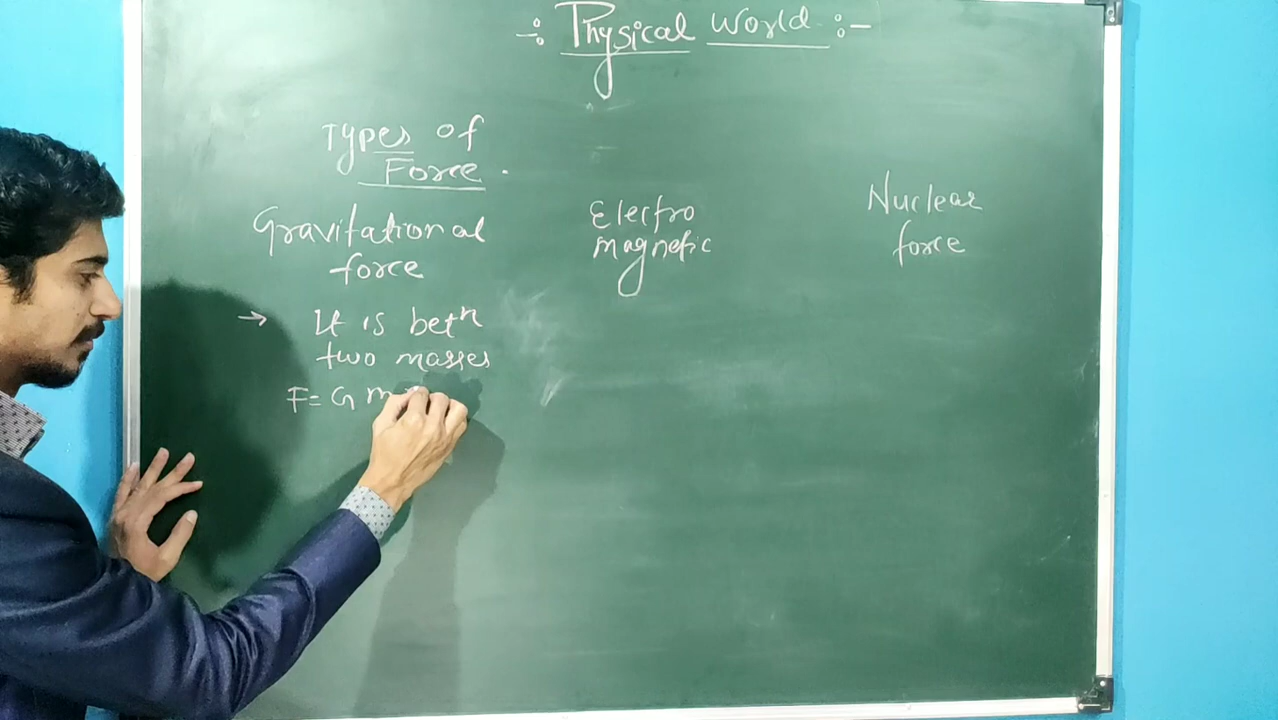 ÷ Physical World :-
Types of
Force.
Gravitational
force
Electro
magnetic
Nuclear
force
→ It is betn
two masses
F= G m